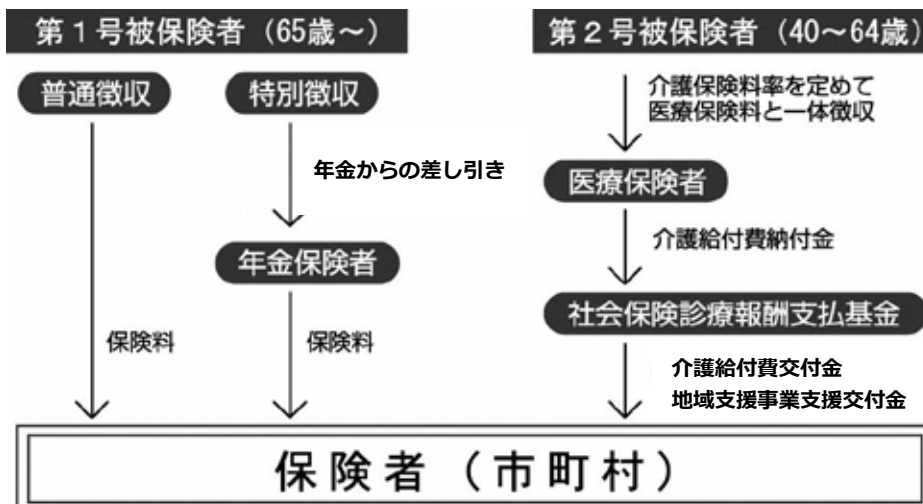 第１号被保険者（65歳～）
普通徴収
特別徴収
年金からの差し引き
年金保険者
保険料
保険料
第２号被保険者（40～64歳）
介護保険料率を定めて
医療保険料と一体徴収
医療保険者
介護給付費納付金
社会保険診療報酬支払基金
介護給付費交付金
地域支援事業支援交付金
保険者（市町村）